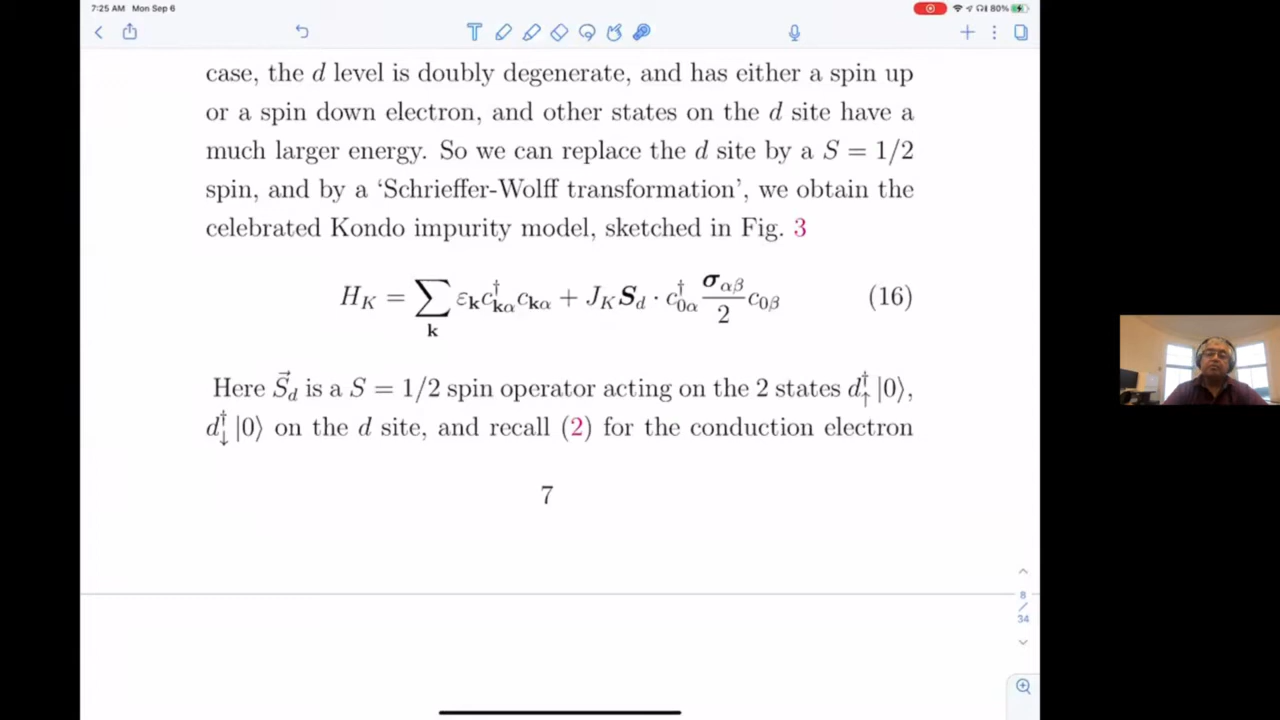 7:25 AM Mon Sep 6
80%
case, the d level is doubly degenerate, and has either a spin up
or a spin down electron, and other states on the d site have a
much larger energy. So we can replace the d site by a S = 1/2
spin, and by a ‘Schrieffer-Wolff transformation’, we obtain the
celebrated Kondo impurity model, sketched in Fig. 3
H_K = ∑_𝐤 ε_𝐤 c†_𝐤α c_𝐤α + J_K 𝑺_d · c†_0α 𝝈_αβ/2 c_0β (16)
Here S⃗_d is a S = 1/2 spin operator acting on the 2 states d†_↑ |0⟩,
d†_↓ |0⟩ on the d site, and recall (2) for the conduction electron
7
8
/
34